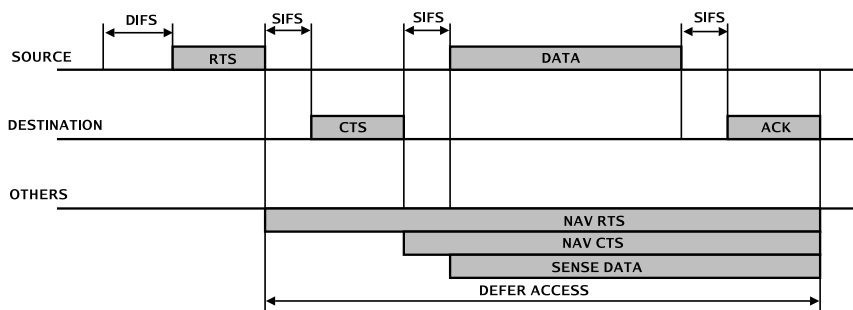 DIFS SIFS SIFS SIFS
SOURCE RTS DATA
DESTINATION CTS ACK
OTHERS
NAV RTS
NAV CTS
SENSE DATA
DEFER ACCESS